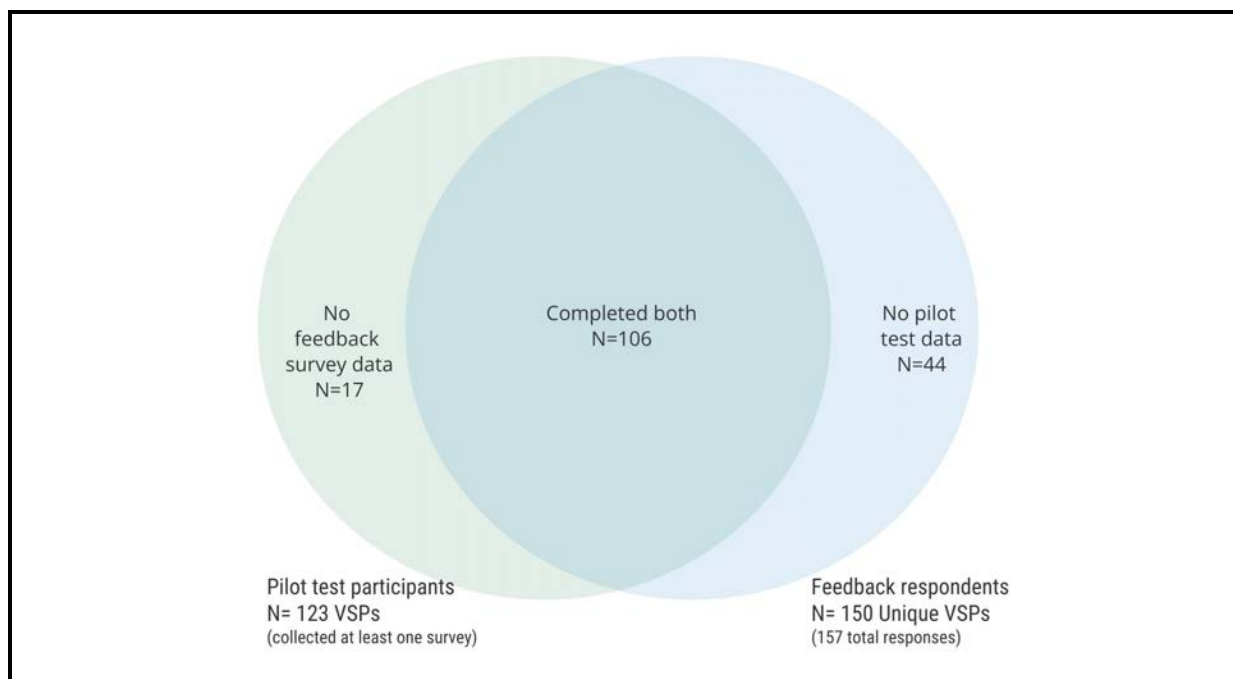 No
feedback
survey data
N=17
Completed both
N=106
No pilot
test data
N=44
Pilot test participants
N= 123 VSPs
(collected at least one survey)
Feedback respondents
N= 150 Unique VSPs
(157 total responses)